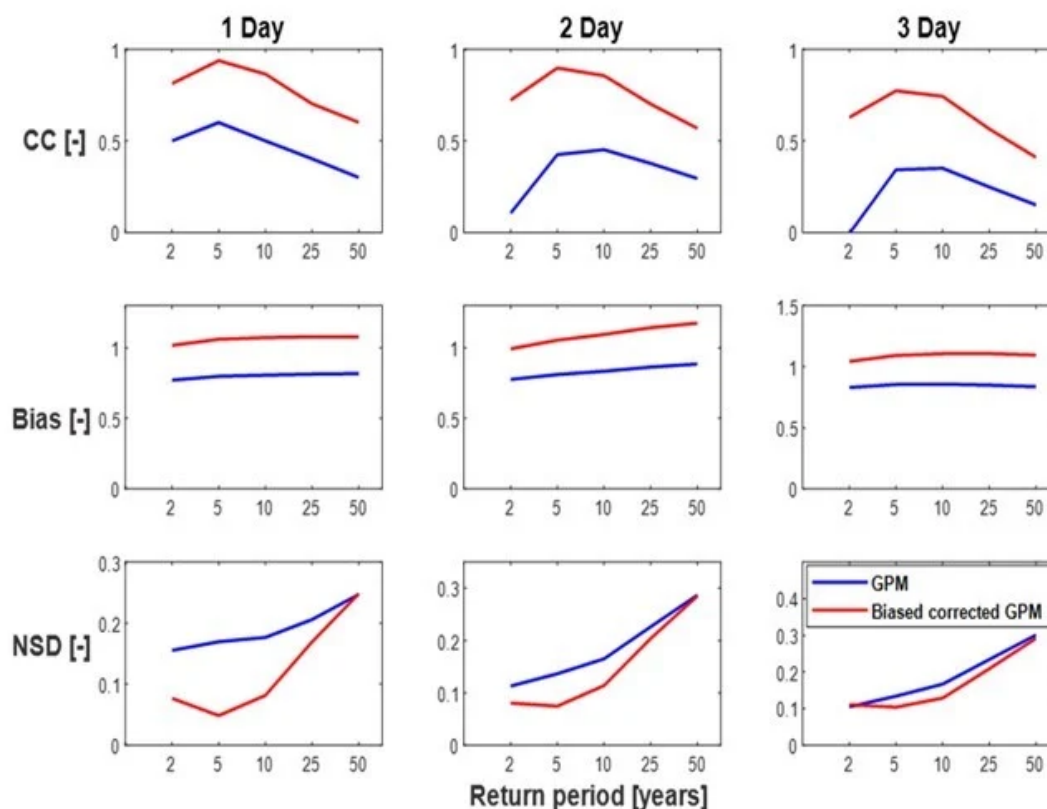 1 Day 2 Day 3 Day
CC [-]
1 0.5 0
2 5 10 25 50
1 0.5 0
2 5 10 25 50
1 0.5 0
2 5 10 25 50
Bias [-]
1 0.5 0
2 5 10 25 50
1 0.5 0
2 5 10 25 50
1.5 1 0.5 0
2 5 10 25 50
NSD [-]
0.3 0.2 0.1 0
2 5 10 25 50
0.3 0.2 0.1 0
2 5 10 25 50
0.4 0.3 0.2 0.1 0
GPM
Biased corrected GPM
2 5 10 25 50
Return period [years]